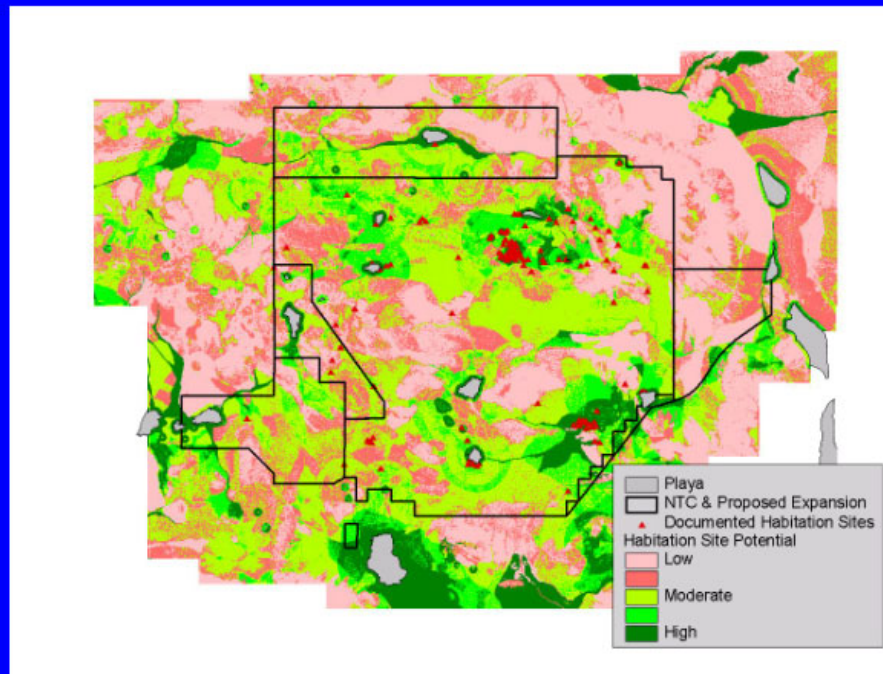 Playa
NTC & Proposed Expansion
Documented Habitation Sites
Habitation Site Potential
Low
Moderate
High